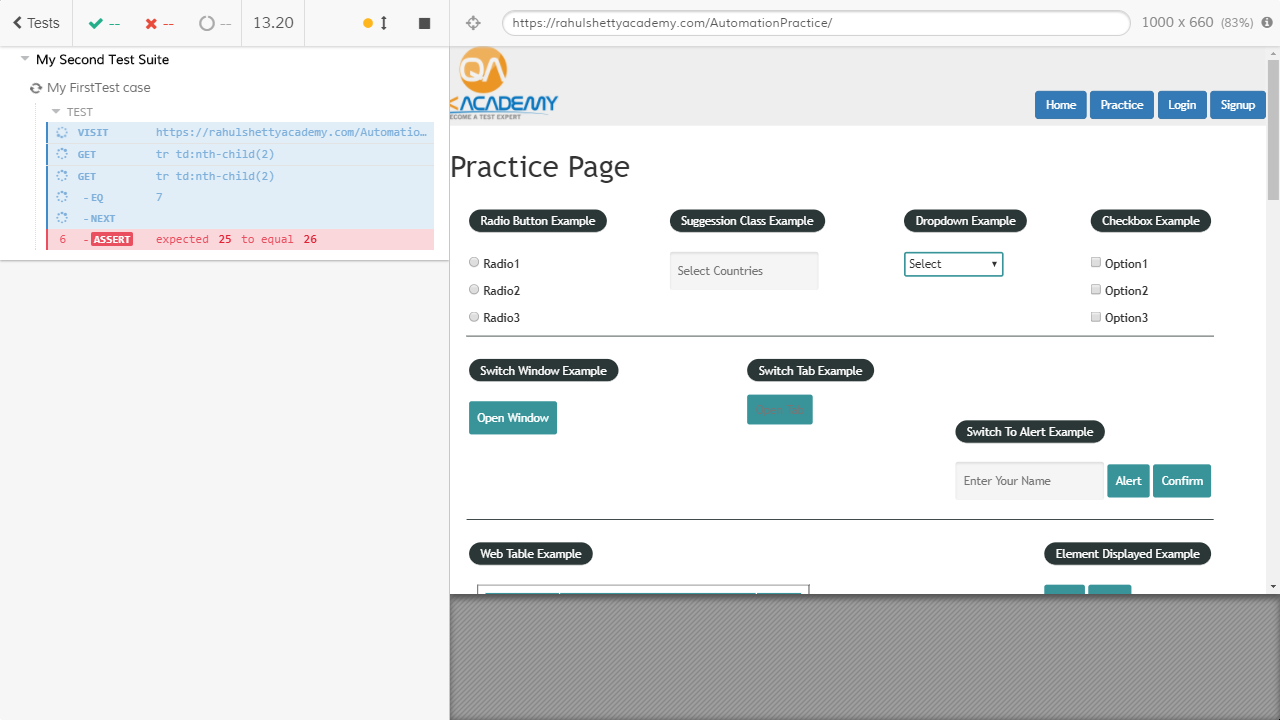 Tests -- -- -- 13.20
My Second Test Suite
My FirstTest case
TEST
VISIT https://rahulshettyacademy.com/Automatio…
GET tr td:nth-child(2)
GET tr td:nth-child(2)
-EQ 7
-NEXT
6 -ASSERT expected 25 to equal 26
https://rahulshettyacademy.com/AutomationPractice/ 1000 x 660 (83%)
QA
ACADEMY
ECOME A TEST EXPERT
Home Practice Login Signup
Practice Page
Radio Button Example Suggession Class Example Dropdown Example Checkbox Example
Radio1 Select Countries Select Option1
Radio2 Option2
Radio3 Option3
Switch Window Example Switch Tab Example
Open Window
Switch To Alert Example
Enter Your Name Alert Confirm
Web Table Example Element Displayed Example